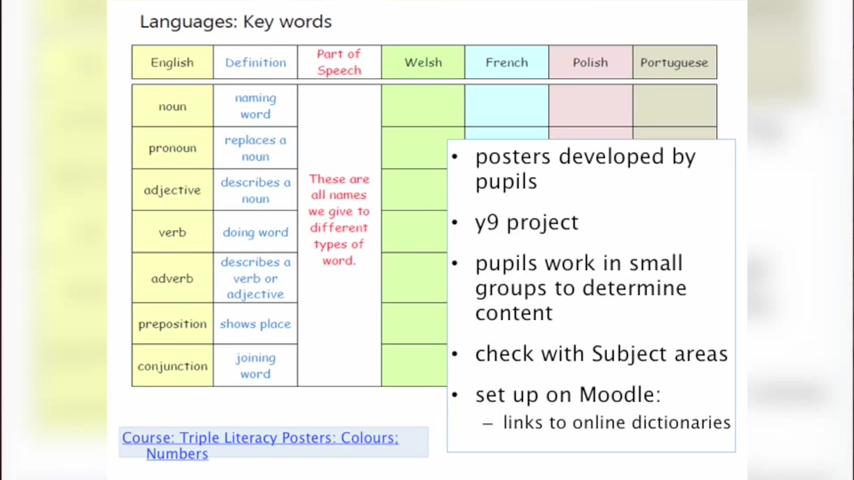 Languages: Key words
English Definition Part of Speech Welsh French Polish Portuguese
noun naming word
pronoun replaces a noun
adjective describes a noun
verb doing word
adverb describes a verb or adjective
preposition shows place
conjunction joining word
These are
all names
we give to
different
types of
word.
• posters developed by
pupils
• y9 project
• pupils work in small
groups to determine
content
• check with Subject areas
• set up on Moodle:
– links to online dictionaries
Course: Triple Literacy Posters: Colours;
Numbers